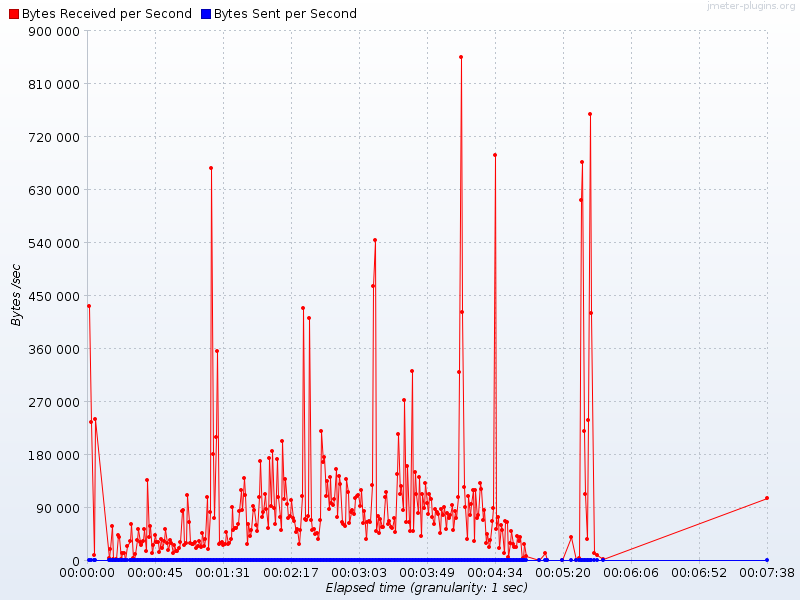 jmeter-plugins.org
Bytes Received per Second Bytes Sent per Second
900 000
810 000
720 000
630 000
540 000
450 000
360 000
270 000
180 000
90 000
0
Bytes /sec
00:00:00 00:00:45 00:01:31 00:02:17 00:03:03 00:03:49 00:04:34 00:05:20 00:06:06 00:06:52 00:07:38
Elapsed time (granularity: 1 sec)